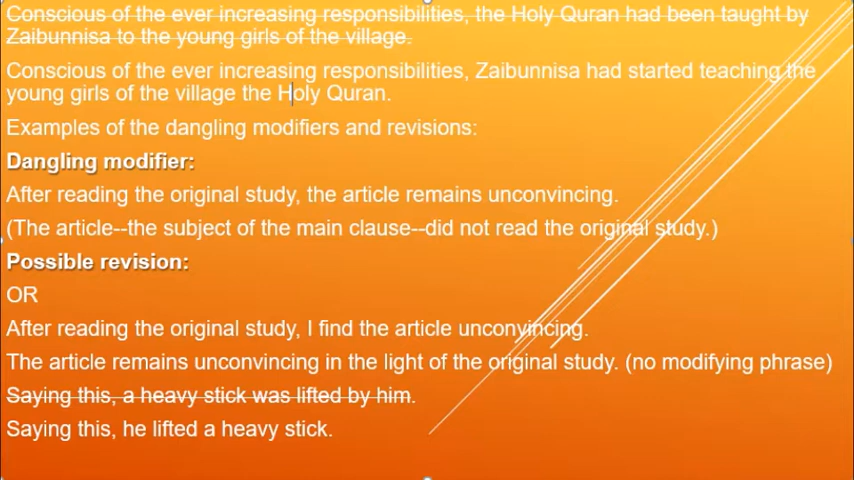 Conscious of the ever increasing responsibilities, the Holy Quran had been taught by
Zaibunnisa to the young girls of the village.
Conscious of the ever increasing responsibilities, Zaibunnisa had started teaching the
young girls of the village the Holy Quran.
Examples of the dangling modifiers and revisions:
Dangling modifier:
After reading the original study, the article remains unconvincing.
(The article--the subject of the main clause--did not read the original study.)
Possible revision:
OR
After reading the original study, I find the article unconvincing.
The article remains unconvincing in the light of the original study. (no modifying phrase)
Saying this, a heavy stick was lifted by him.
Saying this, he lifted a heavy stick.